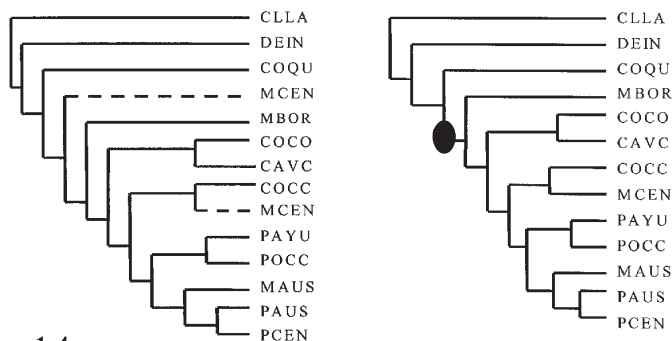 CLLA
DEIN
COQU
MCEN
MBOR
COCO
CAVC
COCC
MCEN
PAYU
POCC
MAUS
PAUS
PCEN
CLLA
DEIN
COQU
MBOR
COCO
CAVC
COCC
MCEN
PAYU
POCC
MAUS
PAUS
PCEN